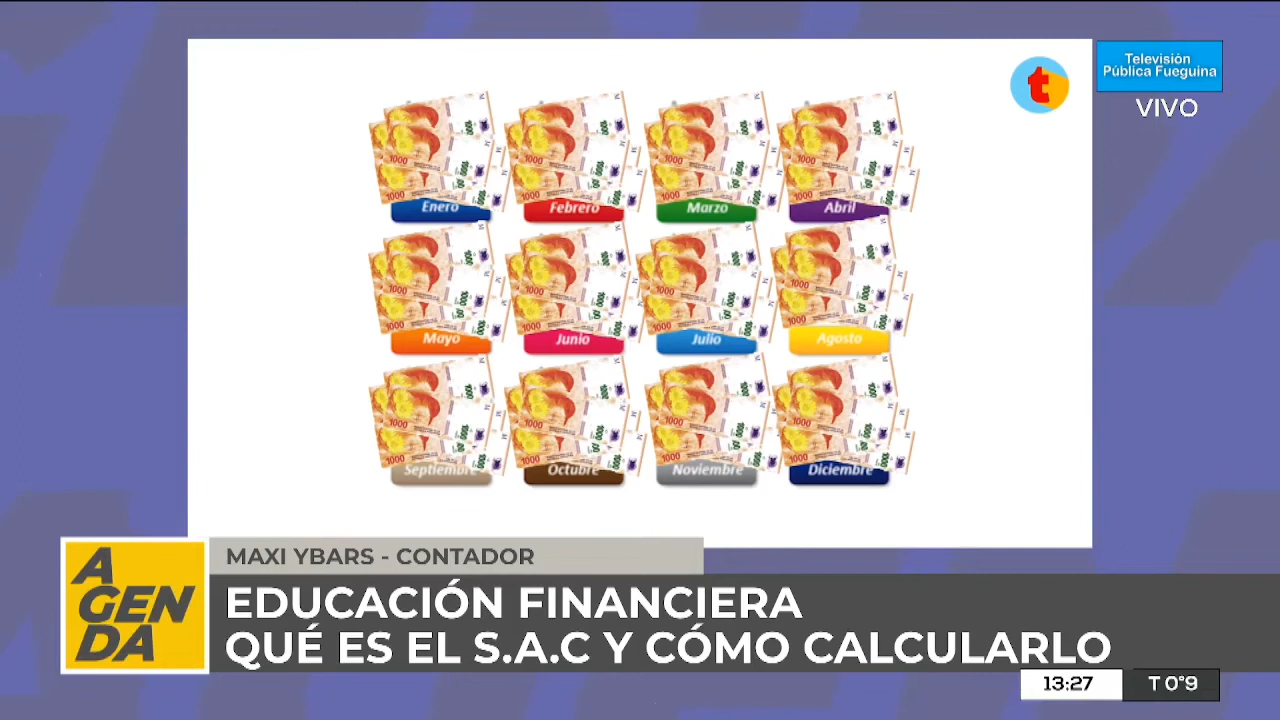 Televisión
Pública Fueguina
VIVO
t
1000
Enero
Febrero
Marzo
Abril
Mayo
Junio
Julio
Agosto
Septiembre
Octubre
Noviembre
Diciembre
A
GEN
DA
MAXI YBARS - CONTADOR
EDUCACIÓN FINANCIERA
QUÉ ES EL S.A.C Y CÓMO CALCULARLO
13:27
T 0°9